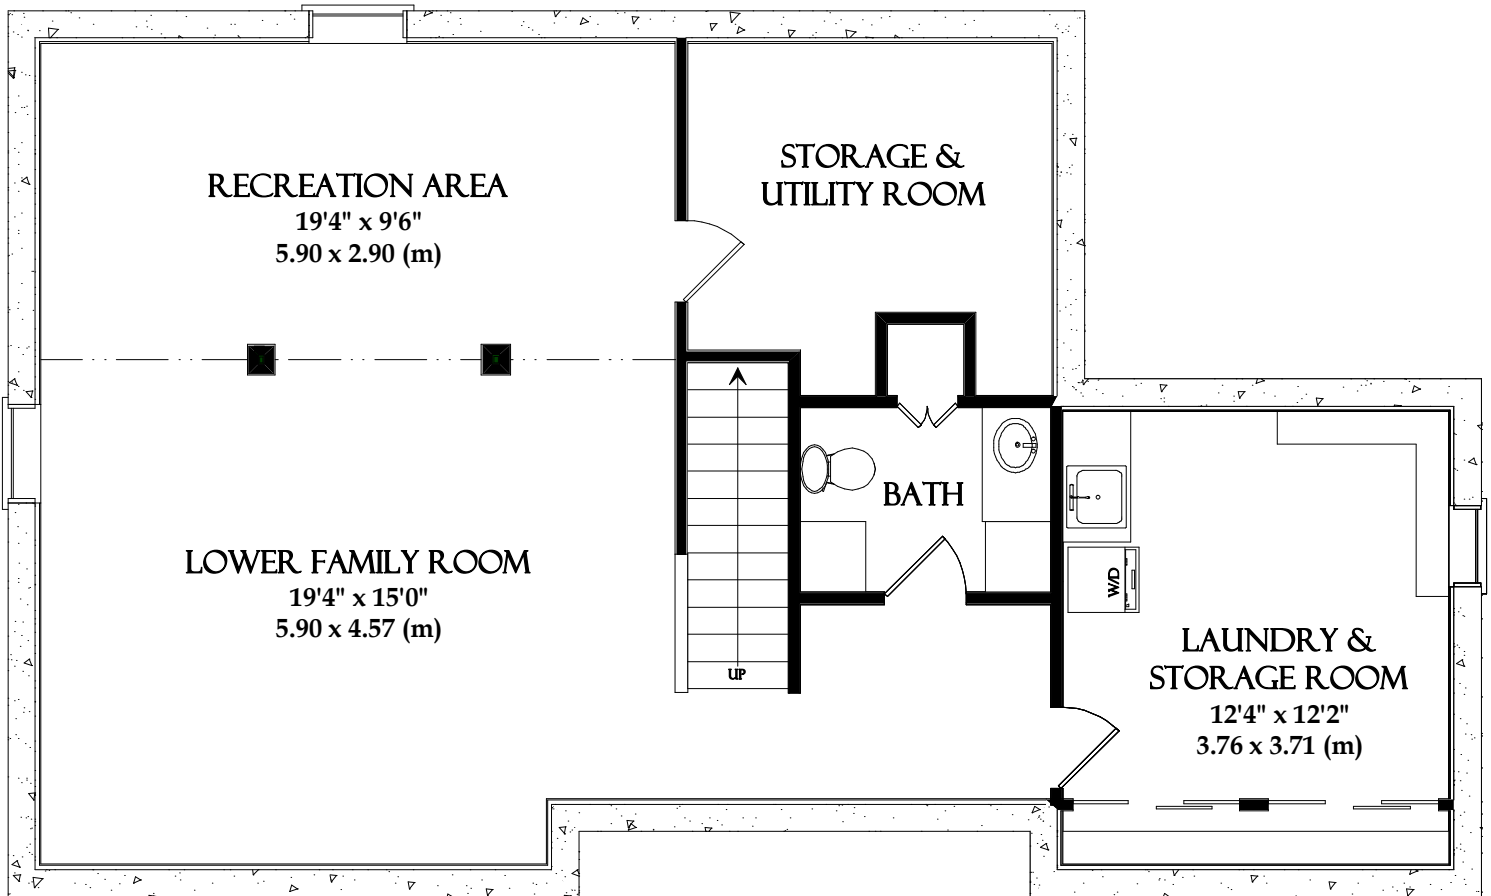 RECREATION AREA
19'4" x 9'6"
5.90 x 2.90 (m)
STORAGE &
UTILITY ROOM
BATH
LOWER FAMILY ROOM
19'4" x 15'0"
5.90 x 4.57 (m)
UP
W/D
LAUNDRY &
STORAGE ROOM
12'4" x 12'2"
3.76 x 3.71 (m)